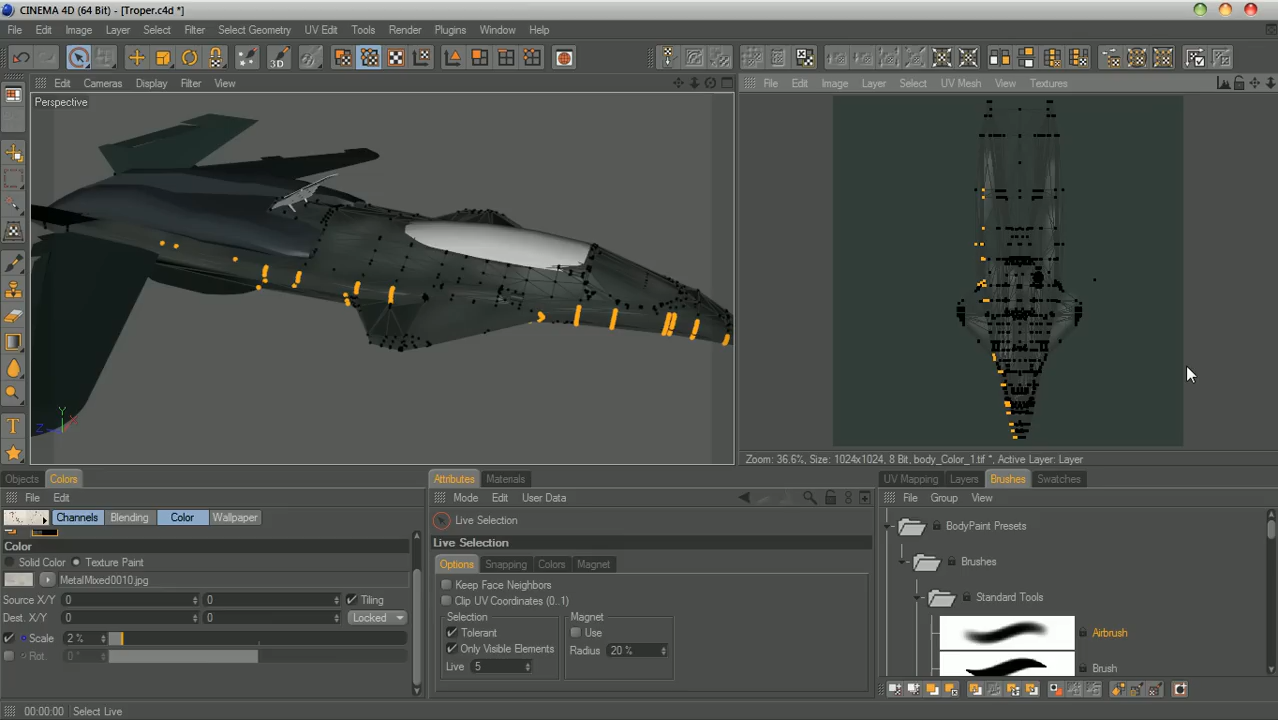 CINEMA 4D (64 Bit) - [Troper.c4d *]
File Edit Image Layer Select Filter UV Edit Tools Render Select Geometry Plugins Window Help
3D
Edit Cameras Display Filter View
File Edit Image Layer Select UV Mesh View Textures
Perspective
Y
Z
Zoom: 36.6%, Size: 1024x1024, 8 Bit, body_Color_1.tif *, Active Layer: Layer
Objects Colors
Attributes Materials
UV Mapping Layers Brushes Swatches
File Edit
Mode Edit User Data
File Group View
Channels Blending Color Wallpaper
Live Selection
BodyPaint Presets
Color
Live Selection
Solid Color Texture Paint
Options Snapping Colors Magnet
Brushes
MetalMixed0010.jpg
Keep Face Neighbors
Source X/Y 0 0 Tiling
Clip UV Coordinates (0..1)
Standard Tools
Dest. X/Y 0 0 Locked
Selection Magnet
Scale 2 %
Tolerant Use
Airbrush
Rot. 0 °
Only Visible Elements Radius 20 %
Live 5
Brush
00:00:00 Select Live